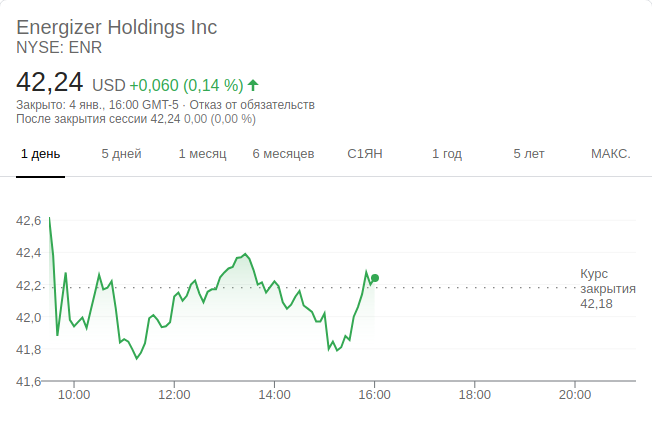 Energizer Holdings Inc
NYSE: ENR
42,24 USD +0,060 (0,14 %)
Закрыто: 4 янв., 16:00 GMT-5 · Отказ от обязательств
После закрытия сессии 42,24 0,00 (0,00 %)
1 день 5 дней 1 месяц 6 месяцев С1ЯН 1 год 5 лет МАКС.
42,6
42,4
42,2
42,0
41,8
41,6
Курс
закрытия
42,18
10:00 12:00 14:00 16:00 18:00 20:00